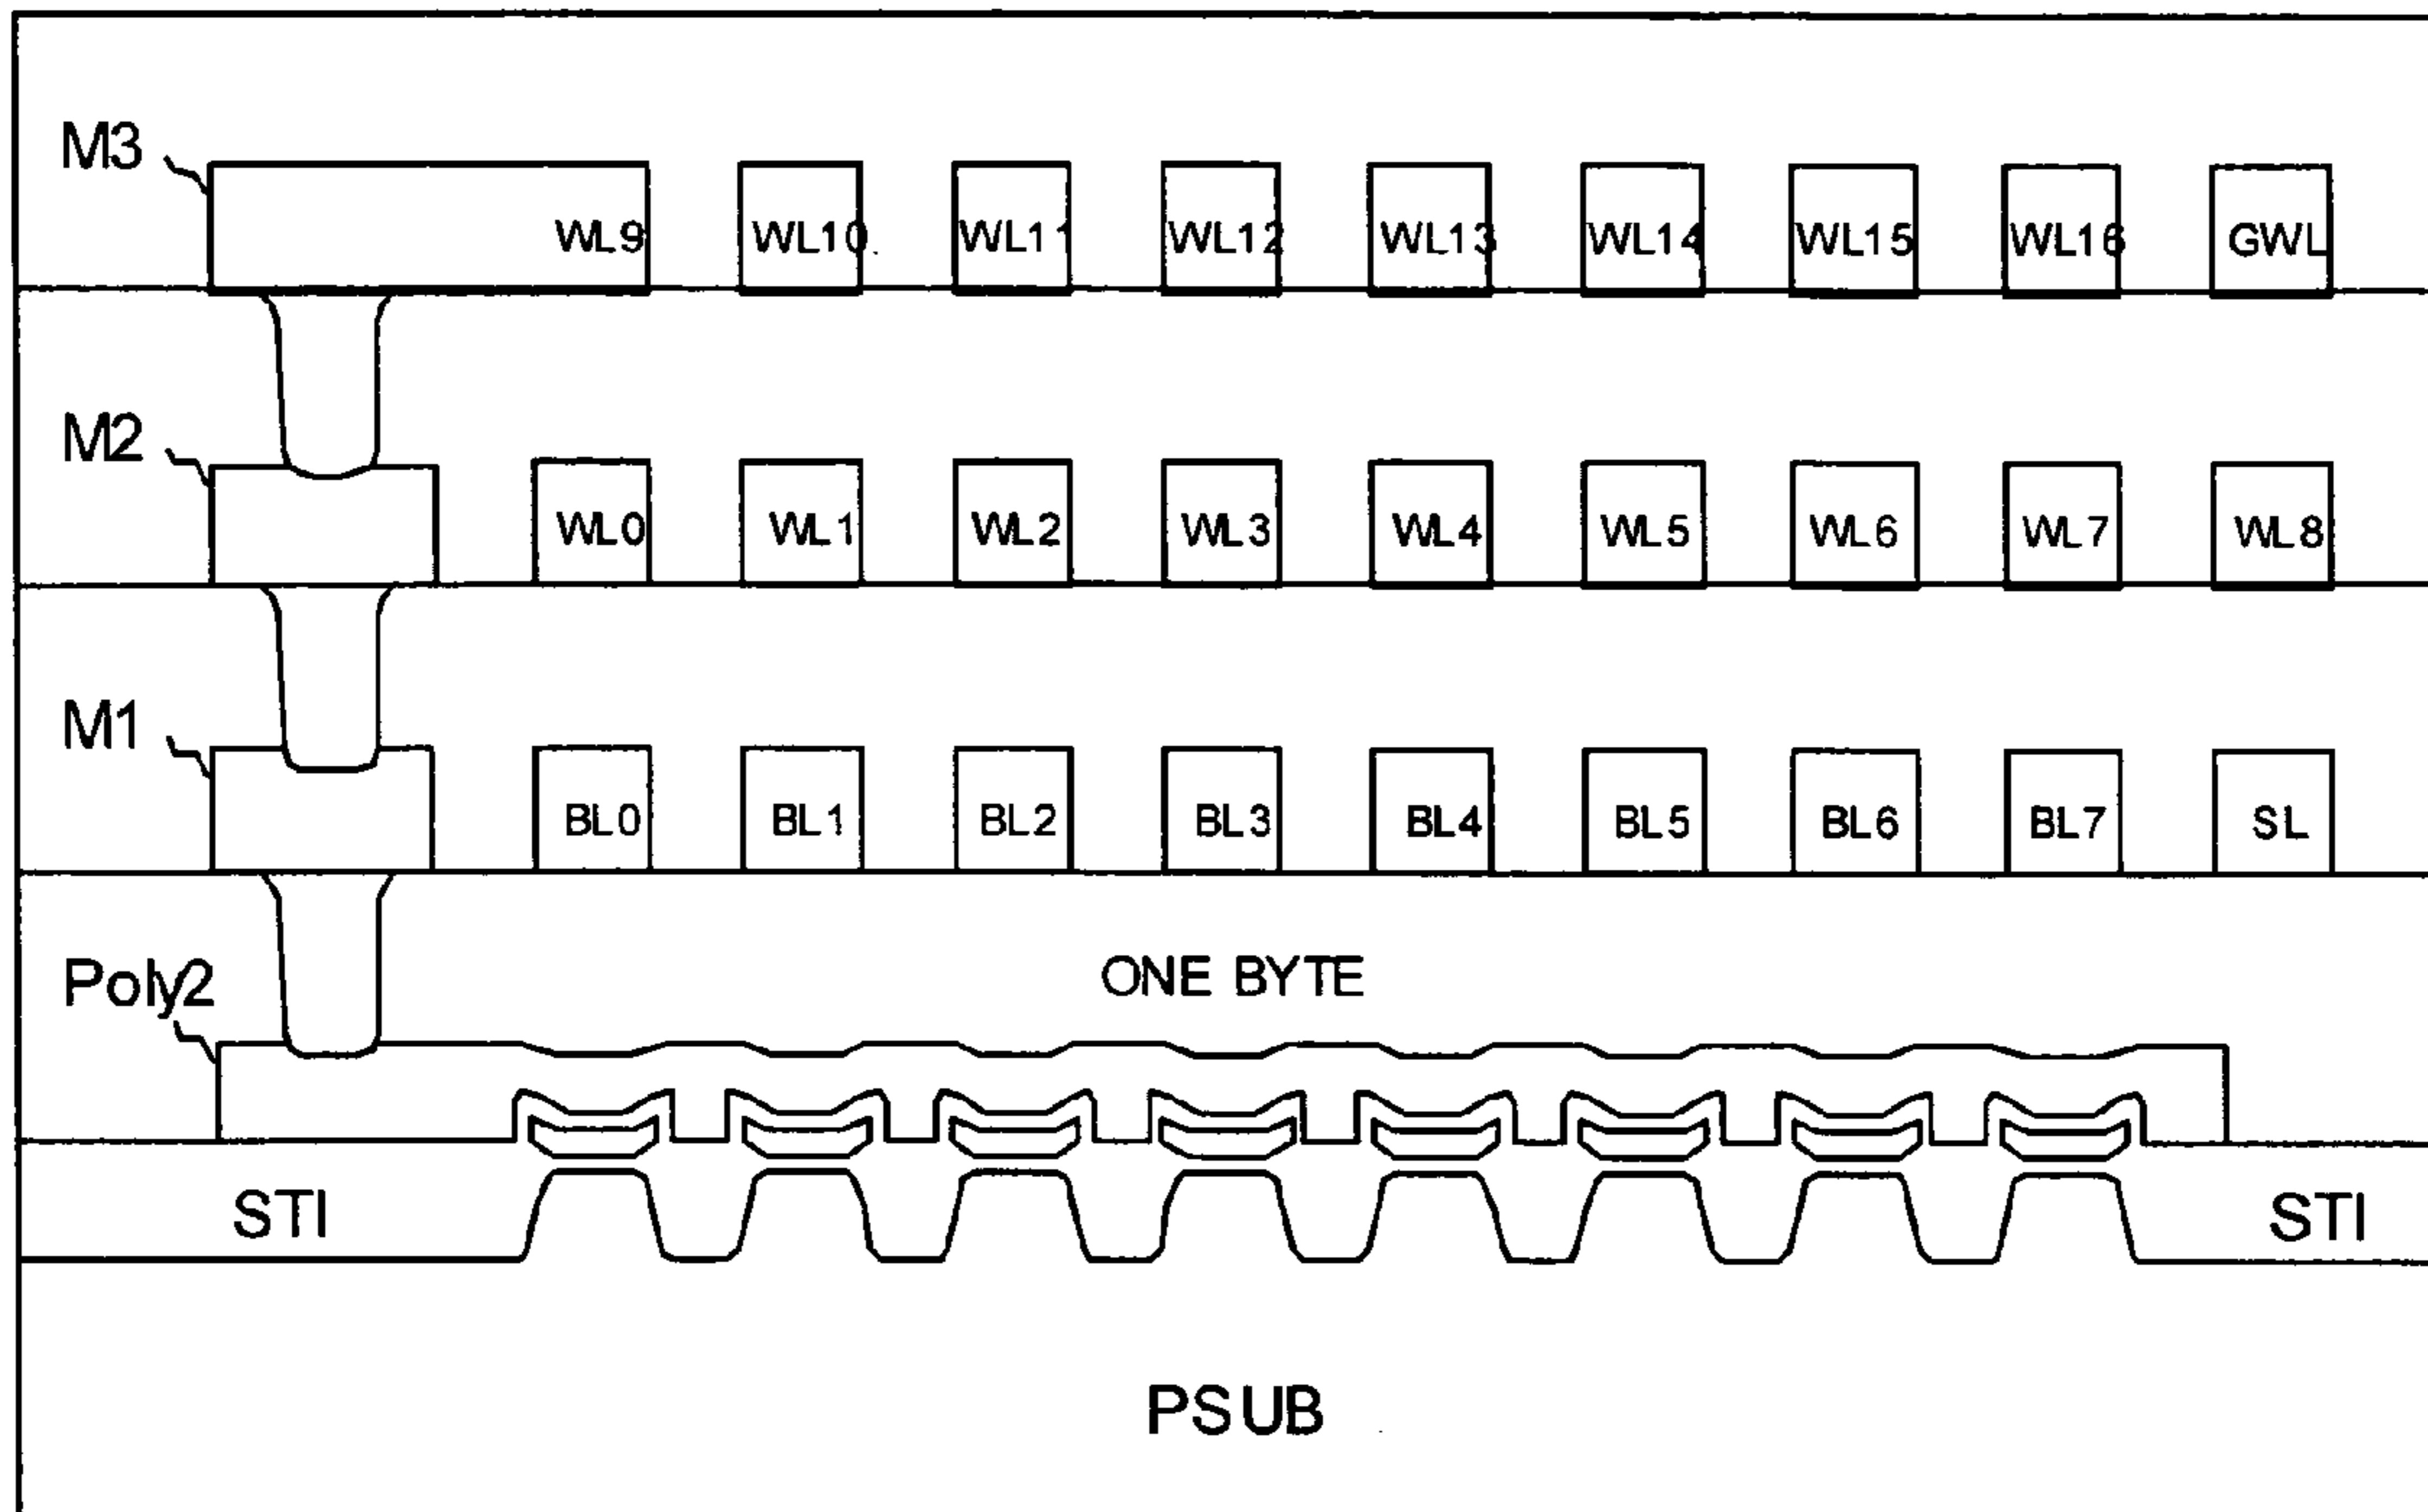 M3
WL9 WL10 WL11 WL12 WL13 WL14 WL15 WL16 GWL
M2
WL0 WL1 WL2 WL3 WL4 WL5 WL6 WL7 WL8
M1
BL0 BL1 BL2 BL3 BL4 BL5 BL6 BL7 SL
Poly2
ONE BYTE
STI STI
PSUB